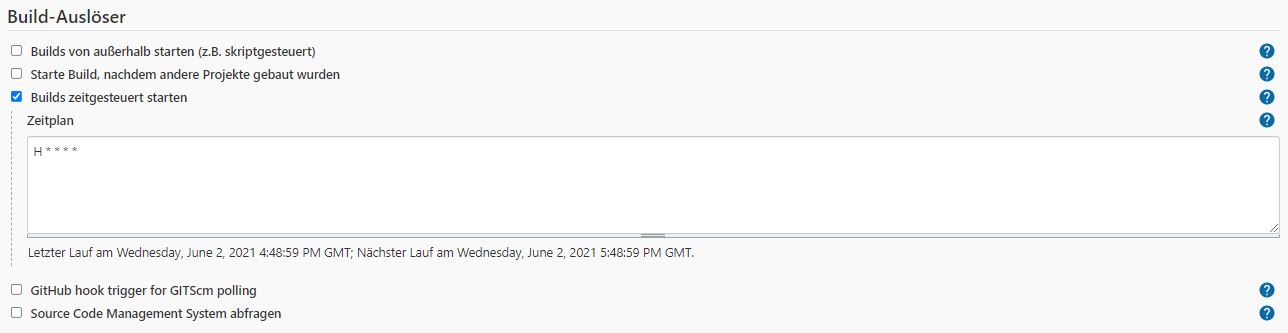 Build-Auslöser
Builds von außerhalb starten (z.B. skriptgesteuert)
Starte Build, nachdem andere Projekte gebaut wurden
Builds zeitgesteuert starten
Zeitplan
H * * * *
Letzter Lauf am Wednesday, June 2, 2021 4:48:59 PM GMT; Nächster Lauf am Wednesday, June 2, 2021 5:48:59 PM GMT.
GitHub hook trigger for GITScm polling
Source Code Management System abfragen